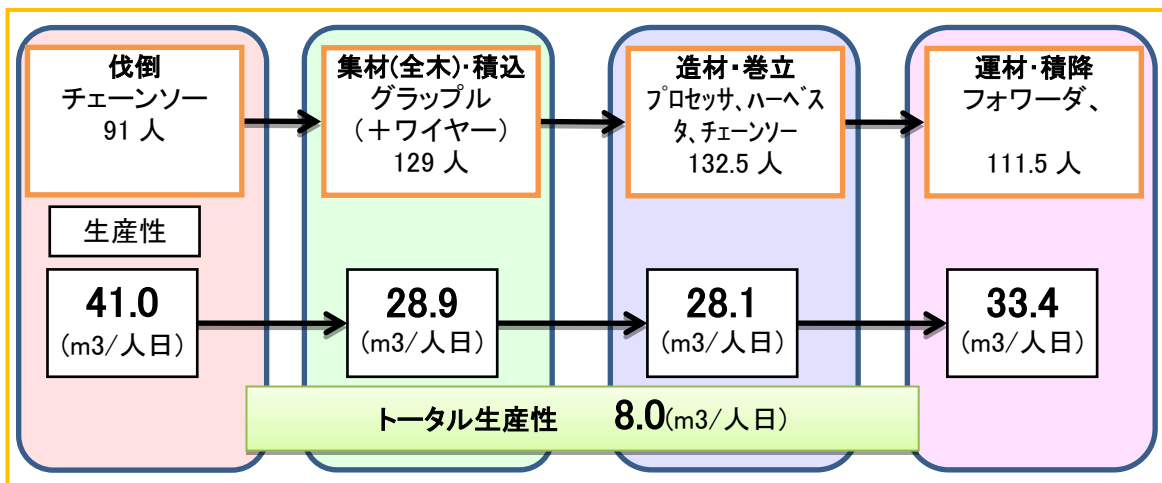 伐倒
チェーンソー
91 人
集材(全木)・積込
グラップル
(＋ワイヤー)
129 人
造材・巻立
プロセッサ、ハーベス
タ、チェーンソー
132.5 人
運材・積降
フォワーダ、
111.5 人
生産性
41.0
(m3/人日)
28.9
(m3/人日)
28.1
(m3/人日)
33.4
(m3/人日)
トータル生産性 8.0(m3/人日)